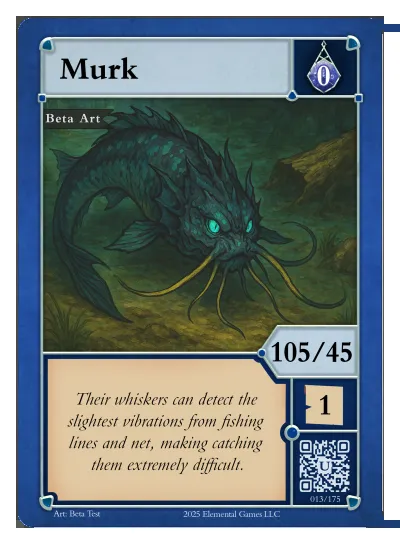 Murk
0
Beta Art
105/45
1
Their whiskers can detect the
slightest vibrations from fishing
lines and net, making catching
them extremely difficult.
U
013/175
Art: Beta Test
2025 Elemental Games LLC